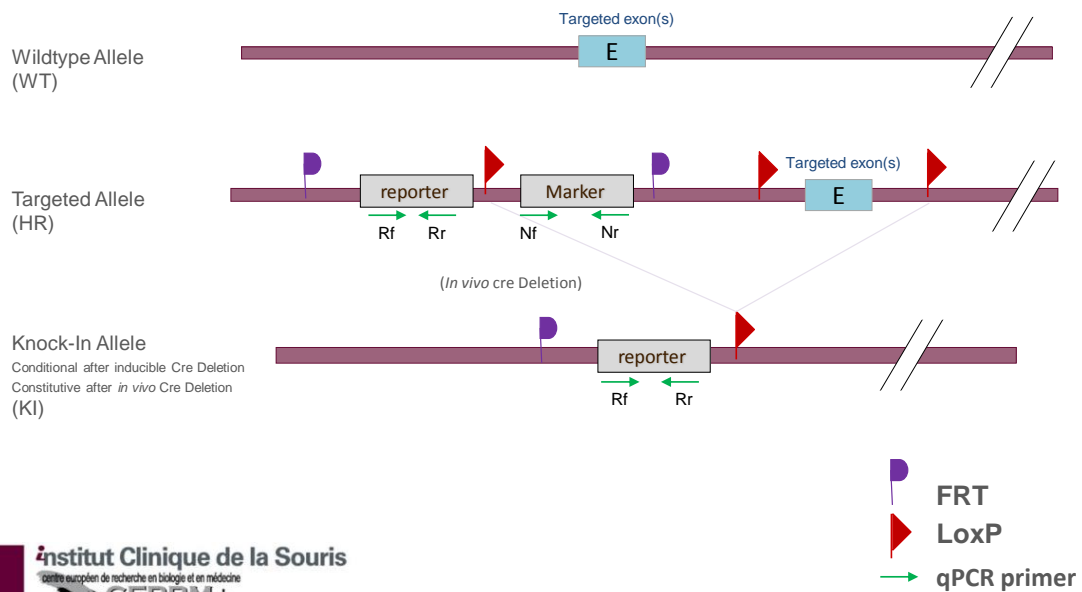 Targeted exon(s)
Wildtype Allele
(WT)
E
Targeted exon(s)
Targeted Allele
(HR)
reporter
Marker
E
Rf
Rr
Nf
Nr
(In vivo cre Deletion)
Knock-In Allele
Conditional after inducible Cre Deletion
Constitutive after in vivo Cre Deletion
(KI)
reporter
Rf
Rr
FRT
LoxP
qPCR primer
institut Clinique de la Souris
centre européen de recherche en biologie et en médecine